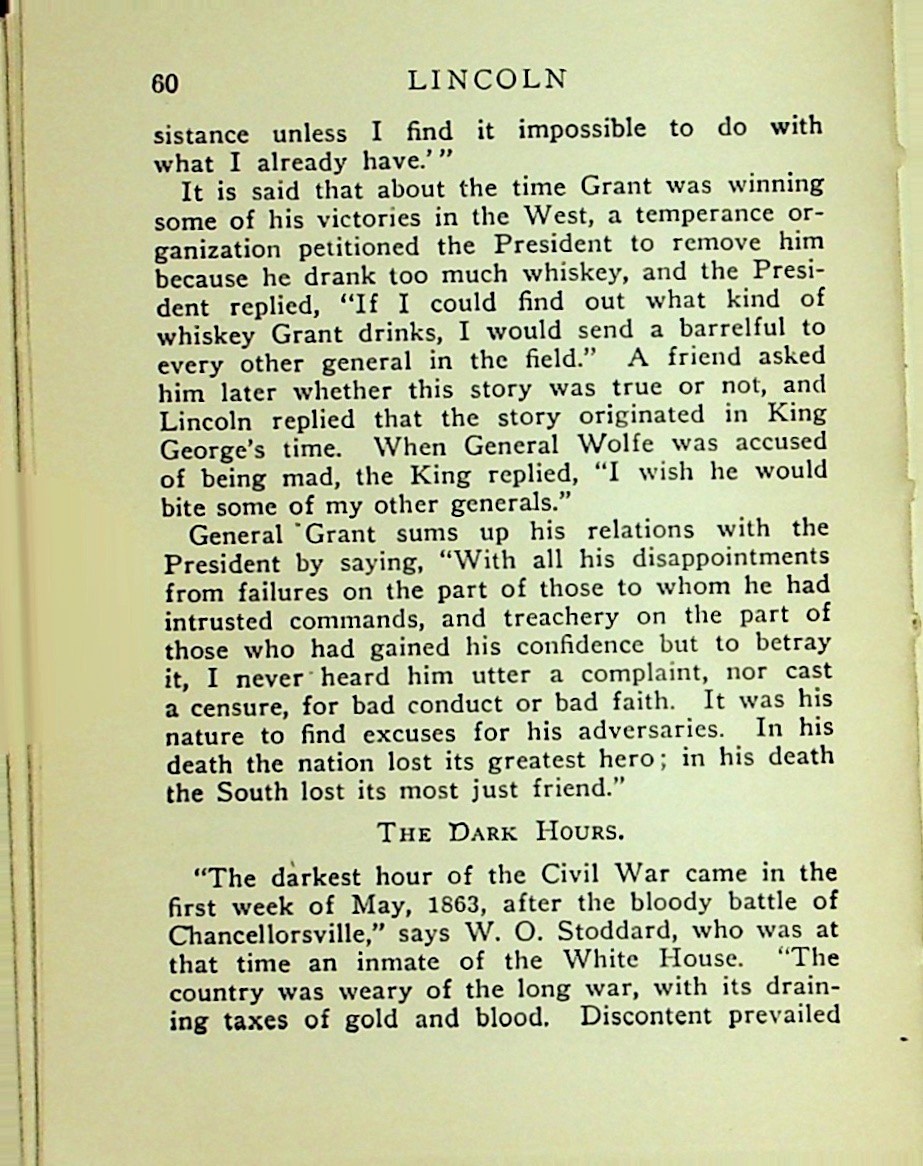 60 LINCOLN
sistance unless I find it impossible to do with
what I already have.'"
It is said that about the time Grant was winning
some of his victories in the West, a temperance or-
ganization petitioned the President to remove him
because he drank too much whiskey, and the Presi-
dent replied, "If I could find out what kind of
whiskey Grant drinks, I would send a barrelful to
every other general in the field." A friend asked
him later whether this story was true or not, and
Lincoln replied that the story originated in King
George's time. When General Wolfe was accused
of being mad, the King replied, "I wish he would
bite some of my other generals."
General Grant sums up his relations with the
President by saying, "With all his disappointments
from failures on the part of those to whom he had
intrusted commands, and treachery on the part of
those who had gained his confidence but to betray
it, I never heard him utter a complaint, nor cast
a censure, for bad conduct or bad faith. It was his
nature to find excuses for his adversaries. In his
death the nation lost its greatest hero; in his death
the South lost its most just friend."
THE DARK HOURS.
"The darkest hour of the Civil War came in the
first week of May, 1863, after the bloody battle of
Chancellorsville," says W. O. Stoddard, who was at
that time an inmate of the White House. "The
country was weary of the long war, with its drain-
ing taxes of gold and blood. Discontent prevailed